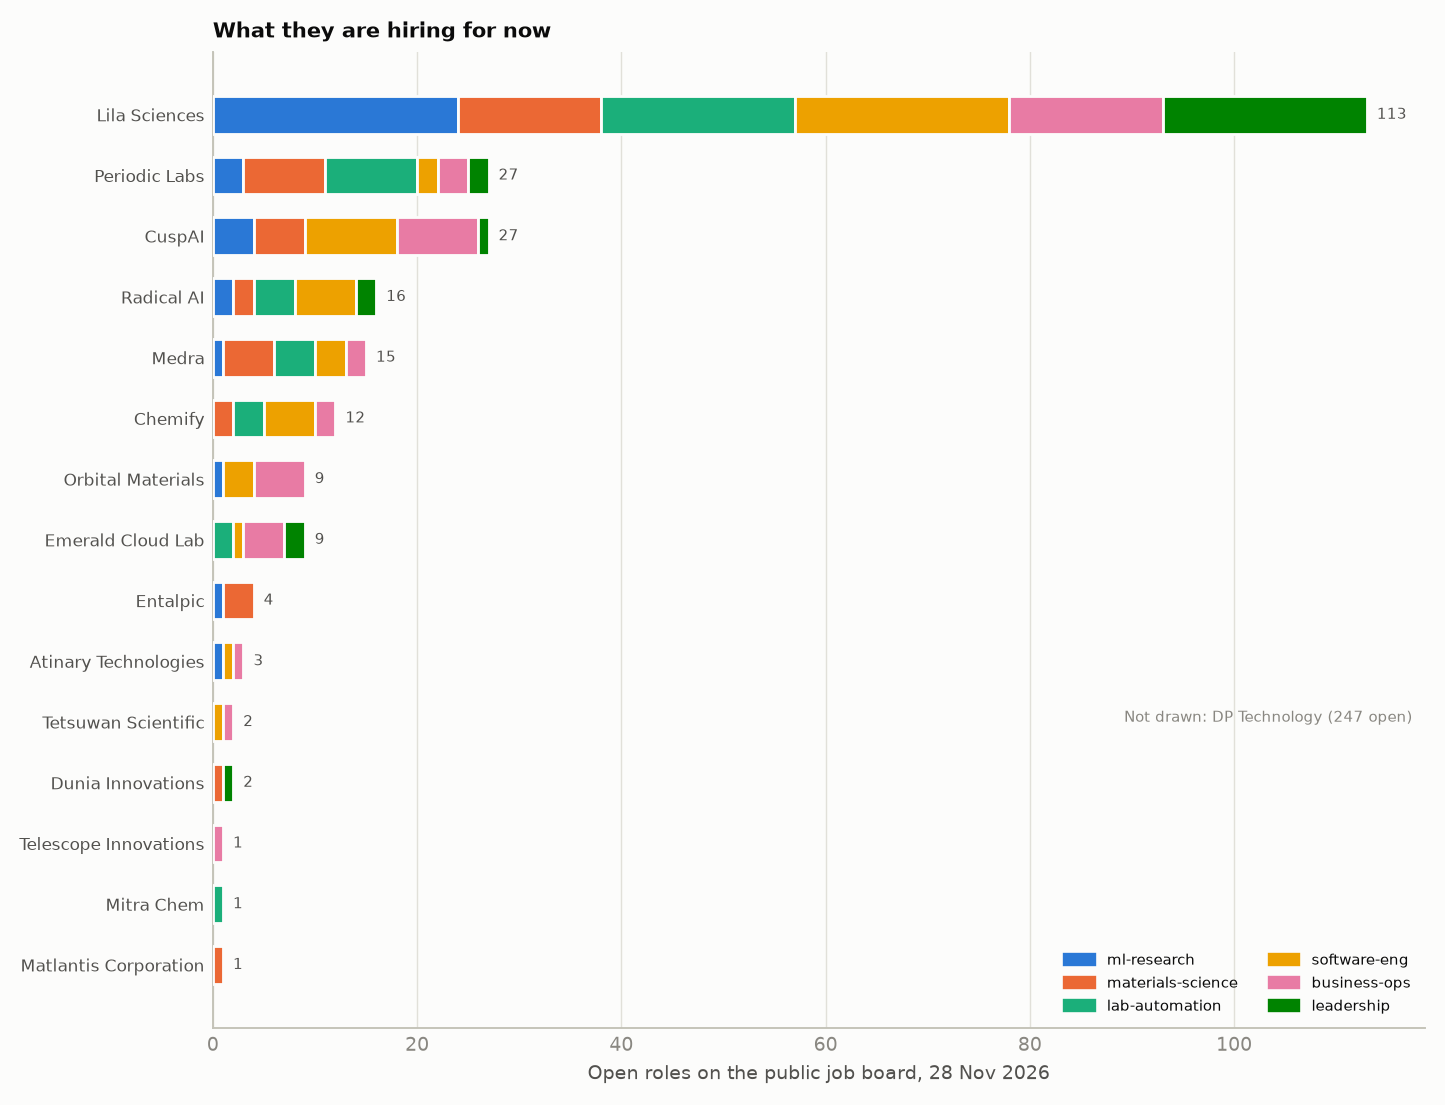 What they are hiring for now
Lila Sciences 113
Periodic Labs 27
CuspAI 27
Radical AI 16
Medra 15
Chemify 12
Orbital Materials 9
Emerald Cloud Lab 9
Entalpic 4
Atinary Technologies 3
Tetsuwan Scientific 2
Not drawn: DP Technology (247 open)
Dunia Innovations 2
Telescope Innovations 1
Mitra Chem 1
Matlantis Corporation 1
ml-research software-eng
materials-science business-ops
lab-automation leadership
0 20 40 60 80 100
Open roles on the public job board, 28 Nov 2026